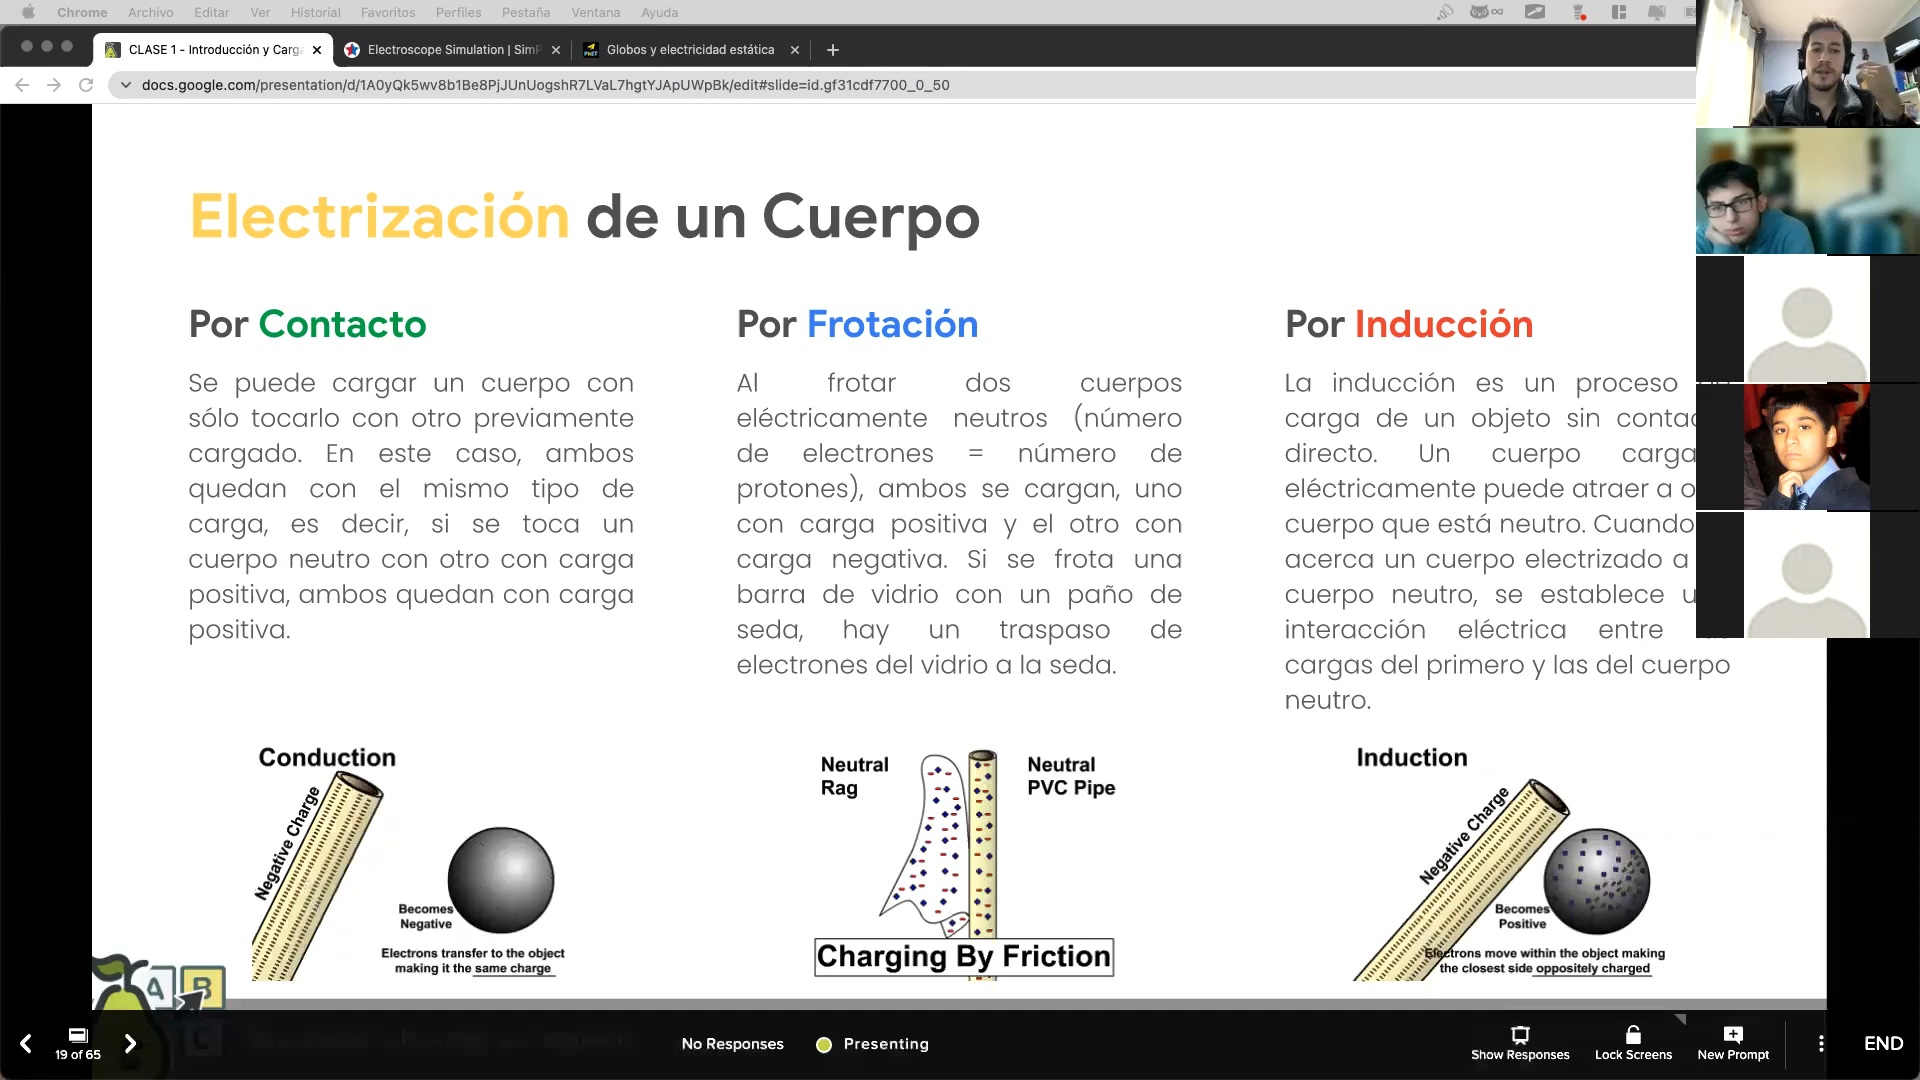 Chrome Archivo Editar Ver Historial Favoritos Perfiles Pestaña Ventana Ayuda
CLASE 1 - Introducción y Carga
Electroscope Simulation | SimP
Globos y electricidad estática
docs.google.com/presentation/d/1A0yQk5wv8b1Be8PjJUnUogshR7LVaL7hgtYJApUWpBk/edit#slide=id.gf31cdf7700_0_50
Electrización de un Cuerpo
Por Contacto
Se puede cargar un cuerpo con
sólo tocarlo con otro previamente
cargado. En este caso, ambos
quedan con el mismo tipo de
carga, es decir, si se toca un
cuerpo neutro con otro con carga
positiva, ambos quedan con carga
positiva.
Por Frotación
Al frotar dos cuerpos
eléctricamente neutros (número
de electrones = número de
protones), ambos se cargan, uno
con carga positiva y el otro con
carga negativa. Si se frota una
barra de vidrio con un paño de
seda, hay un traspaso de
electrones del vidrio a la seda.
Por Inducción
La inducción es un proceso
carga de un objeto sin contac
directo. Un cuerpo carga
eléctricamente puede atraer a o
cuerpo que está neutro. Cuando
acerca un cuerpo electrizado a
cuerpo neutro, se establece u
interacción eléctrica entre
cargas del primero y las del cuerpo
neutro.
Conduction
Negative Charge
Becomes
Negative
Electrons transfer to the object
making it the same charge
Neutral
Rag
Neutral
PVC Pipe
Charging By Friction
Induction
Negative Charge
Becomes
Positive
Electrons move within the object making
the closest side oppositely charged
A B
C
19 of 65
No Responses
Presenting
Show Responses
Lock Screens
New Prompt
END